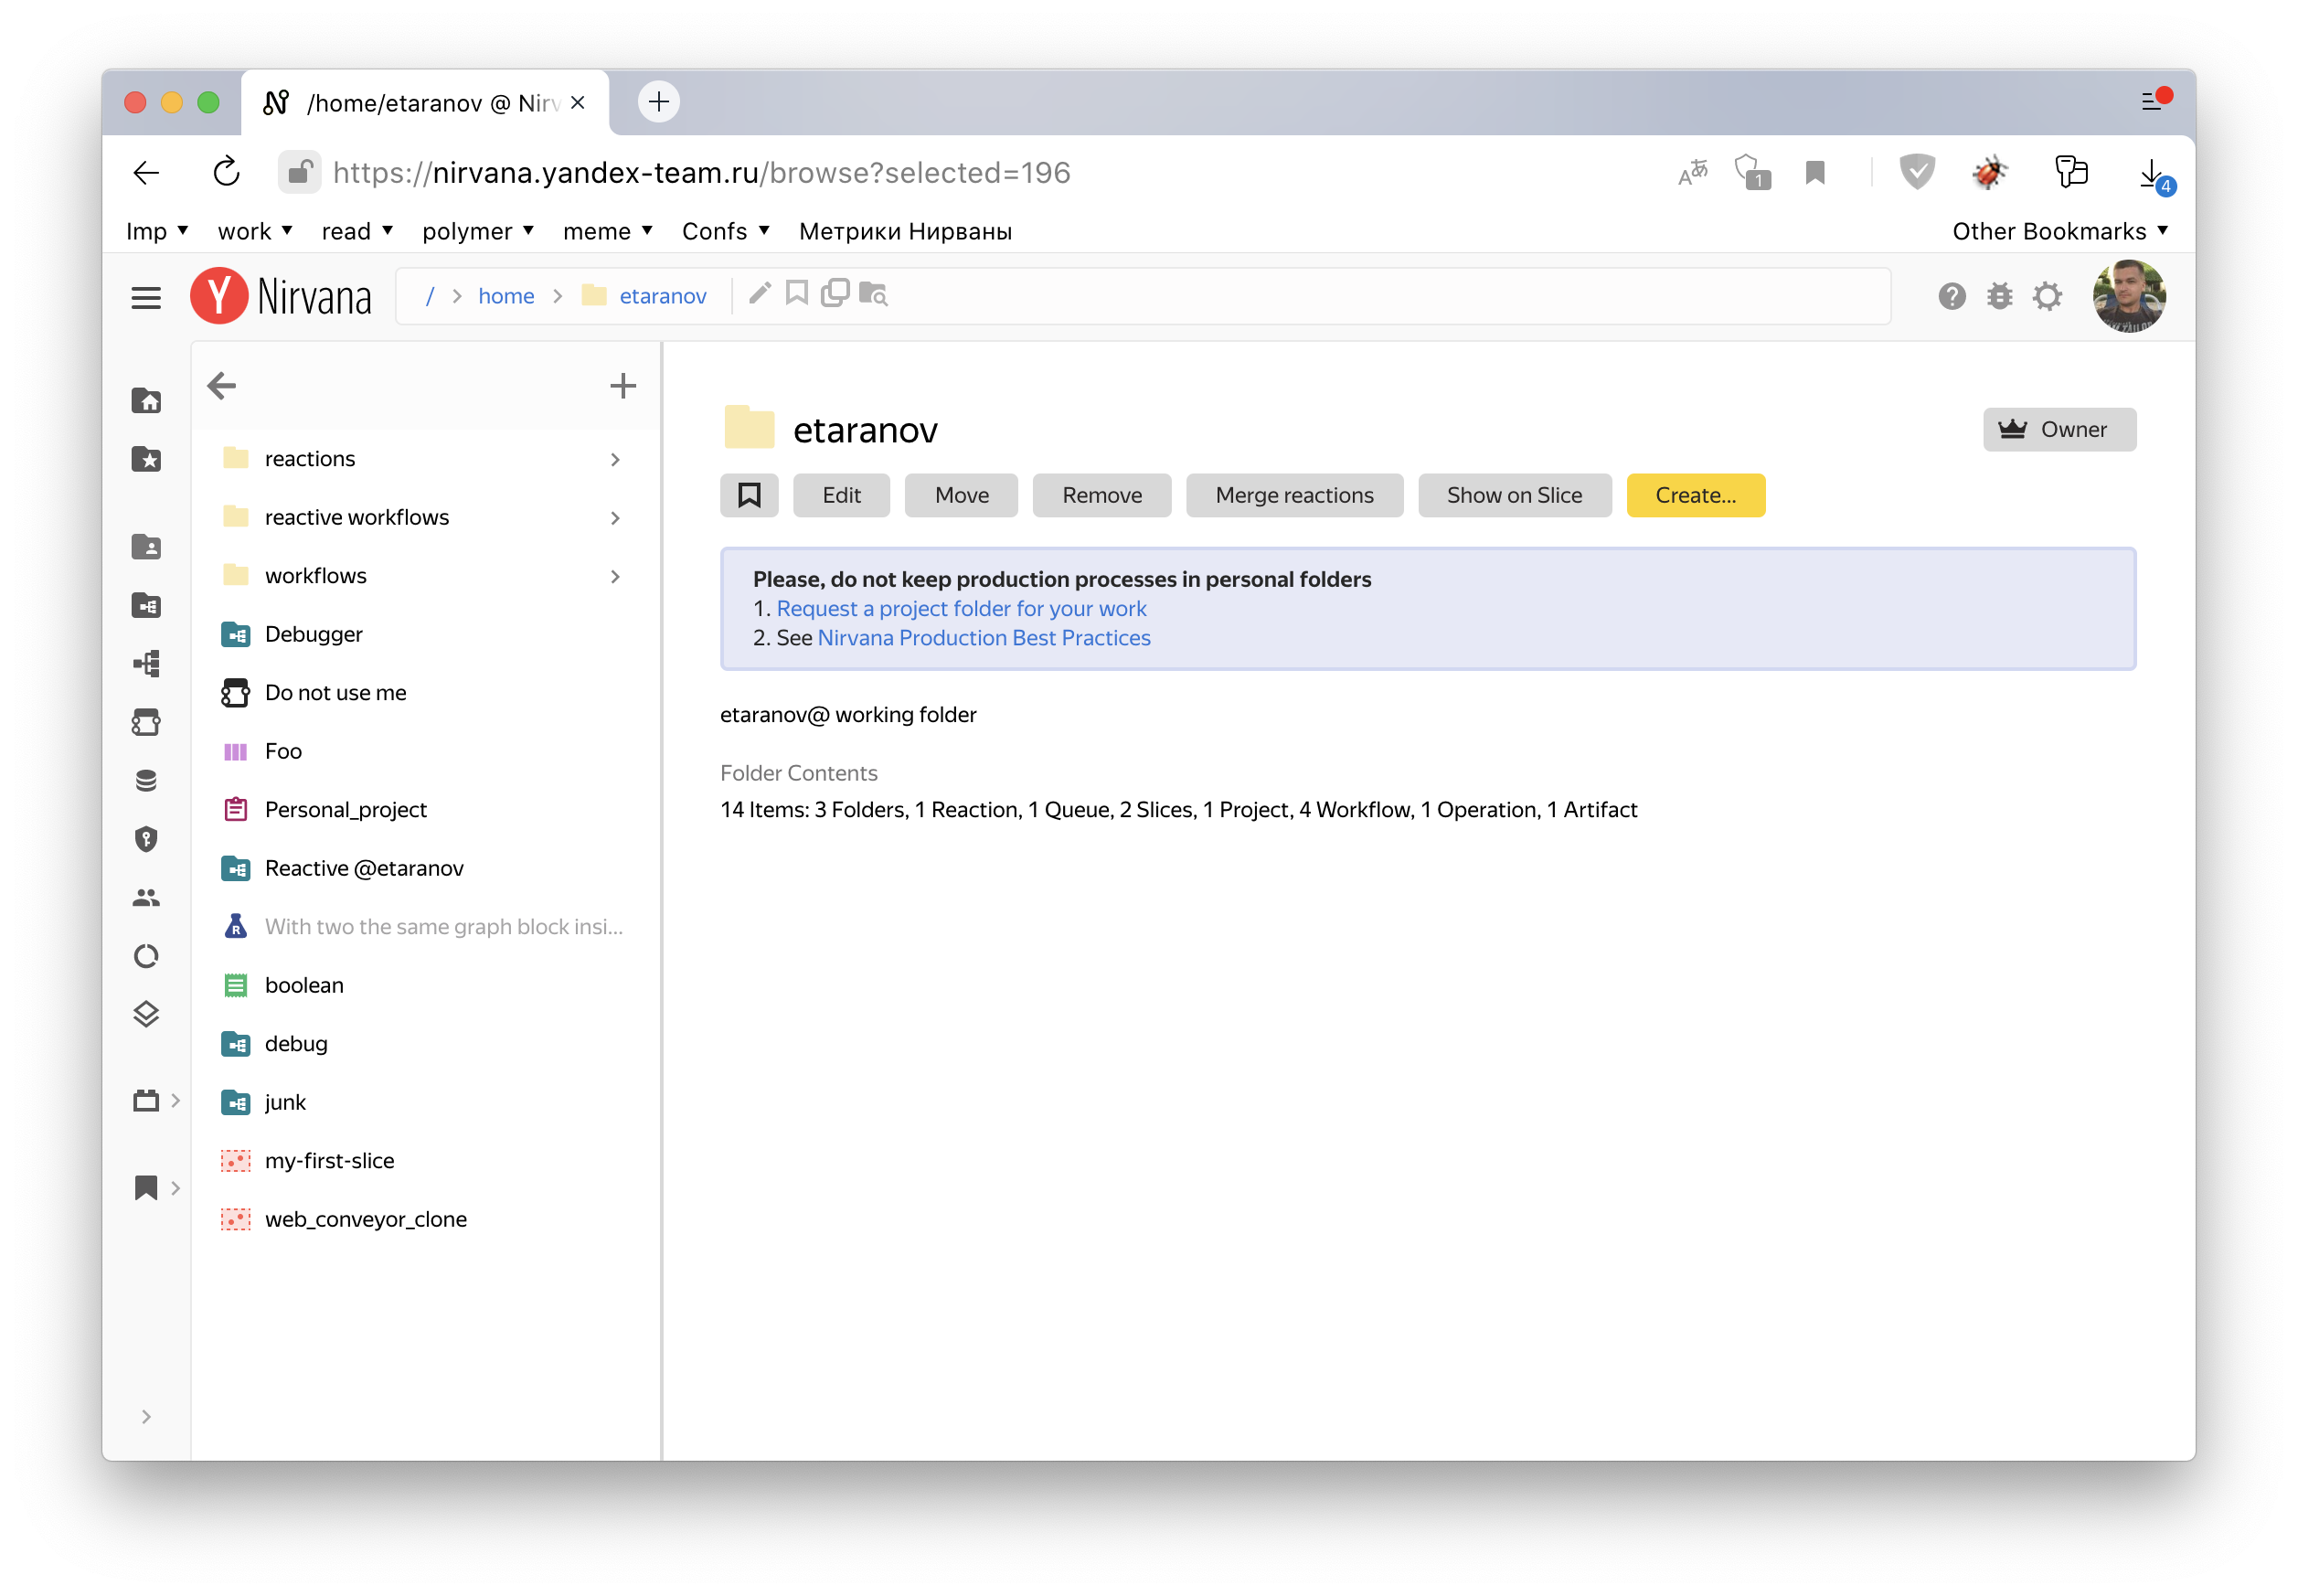 /home/etaranov @ Nirv
https://nirvana.yandex-team.ru/browse?selected=196
1
4
Imp work read polymer meme Confs Метрики Нирваны Other Bookmarks
Y Nirvana / > home > etaranov
etaranov
Owner
Edit Move Remove Merge reactions Show on Slice Create...
Please, do not keep production processes in personal folders
1. Request a project folder for your work
2. See Nirvana Production Best Practices
etaranov@ working folder
Folder Contents
14 Items: 3 Folders, 1 Reaction, 1 Queue, 2 Slices, 1 Project, 4 Workflow, 1 Operation, 1 Artifact
reactions
reactive workflows
workflows
Debugger
Do not use me
Foo
Personal_project
Reactive @etaranov
R With two the same graph block insi...
boolean
debug
junk
my-first-slice
web_conveyor_clone